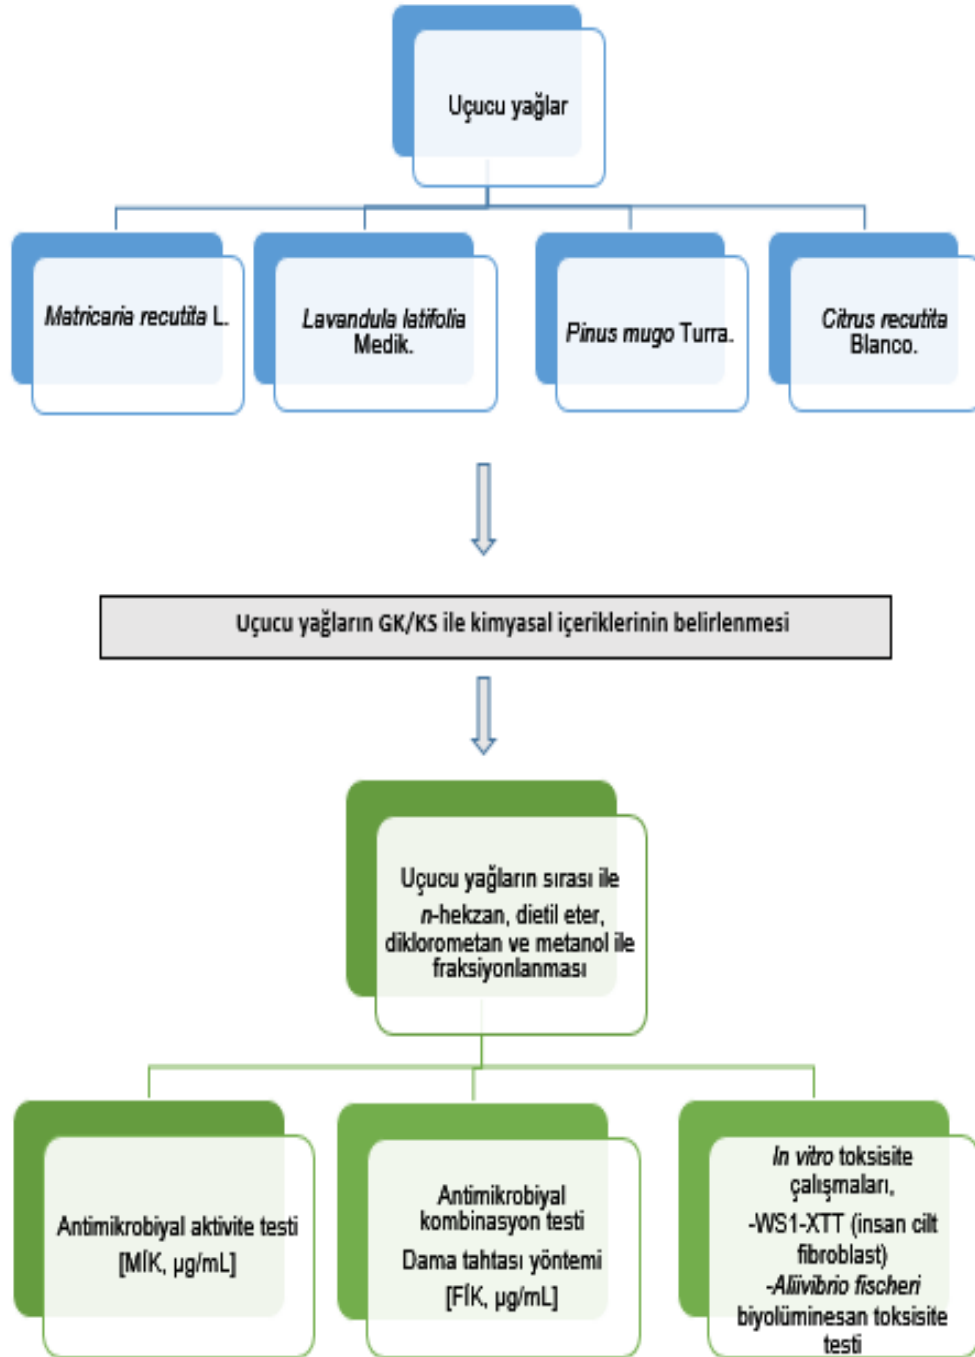 Uçucu yağlar
Matricaria recutita L.
Lavandula latifolia
Medik.
Pinus mugo Turra.
Citrus recutita
Blanco.
Uçucu yağların GK/KS ile kimyasal içeriklerinin belirlenmesi
Uçucu yağların sırası ile
n-hekzan, dietil eter,
diklorometan ve metanol ile
fraksiyonlanması
Antimikrobiyal aktivite testi
[MİK, µg/mL]
Antimikrobiyal
kombinasyon testi
Dama tahtası yöntemi
[FİK, µg/mL]
In vitro toksisite
çalışmaları,
-WS1-XTT (insan cilt
fibroblast)
-Aliivibrio fischeri
biyolüminesan toksisite
testi